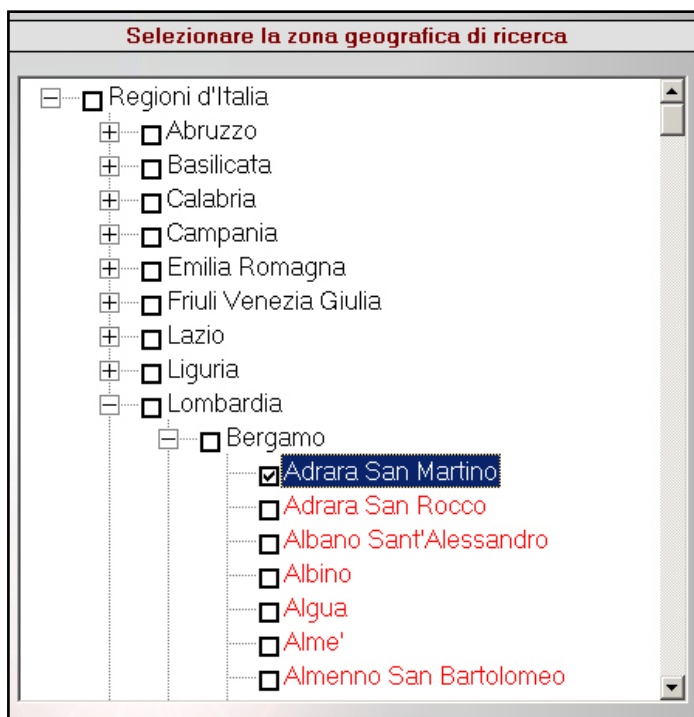 Selezionare la zona geografica di ricerca
Regioni d'Italia
Abruzzo
Basilicata
Calabria
Campania
Emilia Romagna
Friuli Venezia Giulia
Lazio
Liguria
Lombardia
Bergamo
Adrara San Martino
Adrara San Rocco
Albano Sant'Alessandro
Albino
Algua
Alme'
Almenno San Bartolomeo